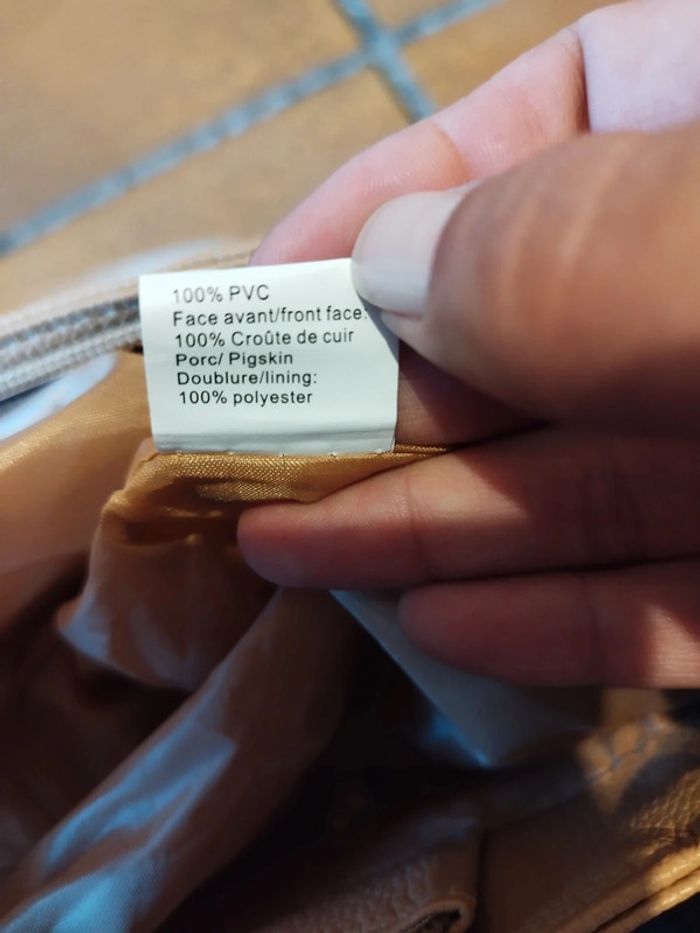 100% PVC
Face avant/front face:
100% Croûte de cuir
Porc/ Pigskin
Doublure/lining:
100% polyester